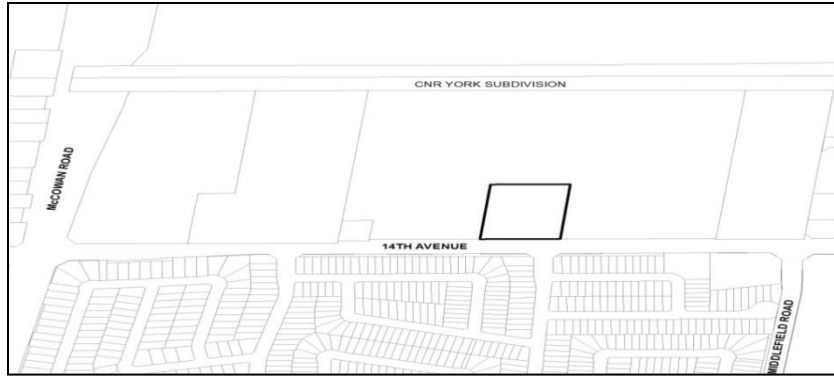 CNR YORK SUBDIVISION
McCOWAN ROAD
14TH AVENUE
MIDDLEFIELD ROAD